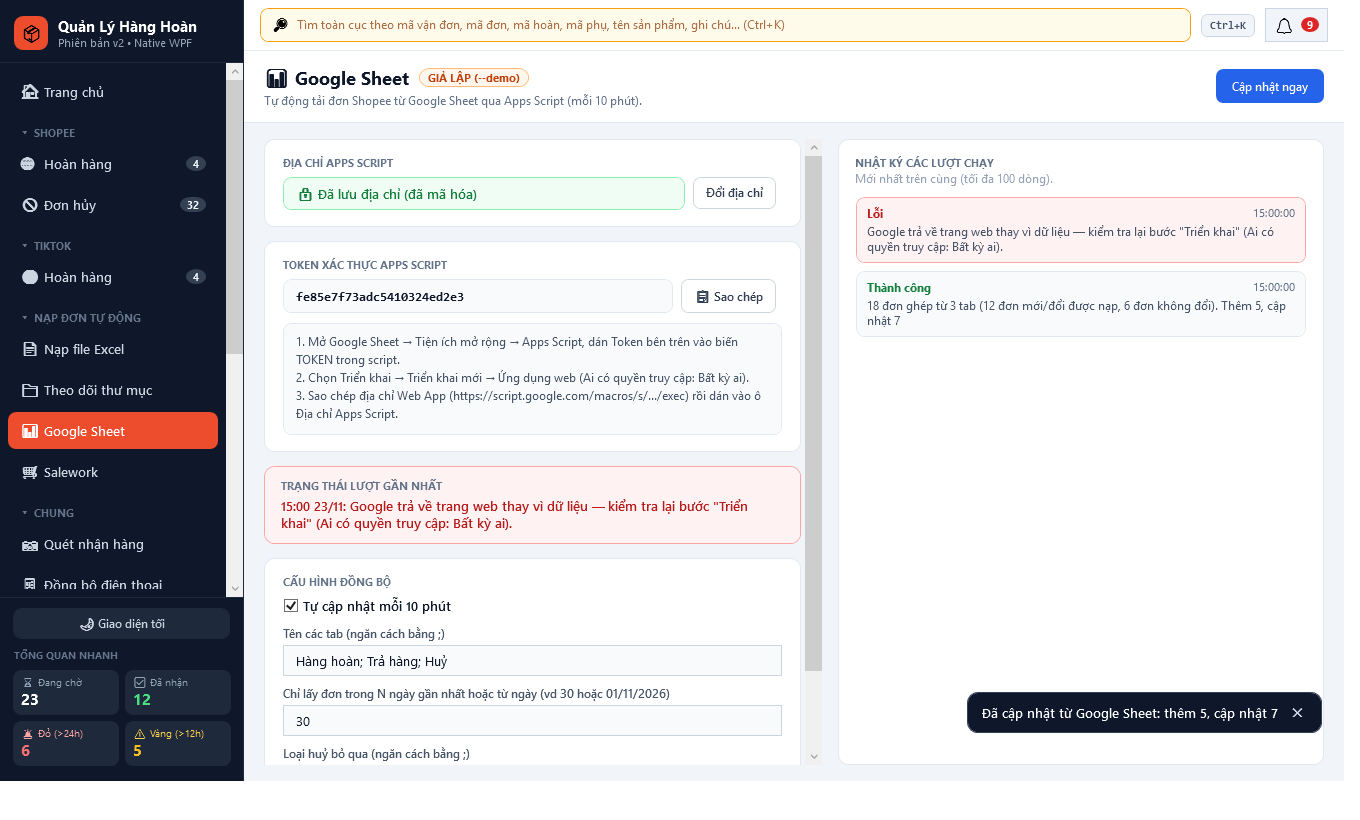 Quản Lý Hàng Hoàn
Phiên bản v2 • Native WPF
Trang chủ
SHOPEE
Hoàn hàng 4
Đơn hủy 32
TIKTOK
Hoàn hàng 4
NẠP ĐƠN TỰ ĐỘNG
Nạp file Excel
Theo dõi thư mục
Google Sheet
Salework
CHUNG
Quét nhận hàng
Đồng bộ điện thoại
Giao diện tối
TỔNG QUAN NHANH
Đang chờ
23
Đã nhận
12
Đỏ (>24h)
6
Vàng (>12h)
5
Tìm toàn cục theo mã vận đơn, mã đơn, mã hoàn, mã phụ, tên sản phẩm, ghi chú... (Ctrl+K)
Ctrl+K
9
Google Sheet GIẢ LẬP (--demo)
Tự động tải đơn Shopee từ Google Sheet qua Apps Script (mỗi 10 phút).
Cập nhật ngay
ĐỊA CHỈ APPS SCRIPT
Đã lưu địa chỉ (đã mã hóa)
Đổi địa chỉ
TOKEN XÁC THỰC APPS SCRIPT
fe85e7f73adc5410324ed2e3
Sao chép
1. Mở Google Sheet → Tiện ích mở rộng → Apps Script, dán Token bên trên vào biến
TOKEN trong script.
2. Chọn Triển khai → Triển khai mới → Ứng dụng web (Ai có quyền truy cập: Bất kỳ ai).
3. Sao chép địa chỉ Web App (https://script.google.com/macros/s/.../exec) rồi dán vào ô
Địa chỉ Apps Script.
TRẠNG THÁI LƯỢT GẦN NHẤT
15:00 23/11: Google trả về trang web thay vì dữ liệu — kiểm tra lại bước "Triển
khai" (Ai có quyền truy cập: Bất kỳ ai).
CẤU HÌNH ĐỒNG BỘ
Tự cập nhật mỗi 10 phút
Tên các tab (ngăn cách bằng ;)
Hàng hoàn; Trả hàng; Huỷ
Chỉ lấy đơn trong N ngày gần nhất hoặc từ ngày (vd 30 hoặc 01/11/2026)
30
Loại huỷ bỏ qua (ngăn cách bằng ;)
NHẬT KÝ CÁC LƯỢT CHẠY
Mới nhất trên cùng (tối đa 100 dòng).
Lỗi 15:00:00
Google trả về trang web thay vì dữ liệu — kiểm tra lại bước "Triển khai" (Ai có
quyền truy cập: Bất kỳ ai).
Thành công 15:00:00
18 đơn ghép từ 3 tab (12 đơn mới/đổi được nạp, 6 đơn không đổi). Thêm 5, cập
nhật 7
Đã cập nhật từ Google Sheet: thêm 5, cập nhật 7